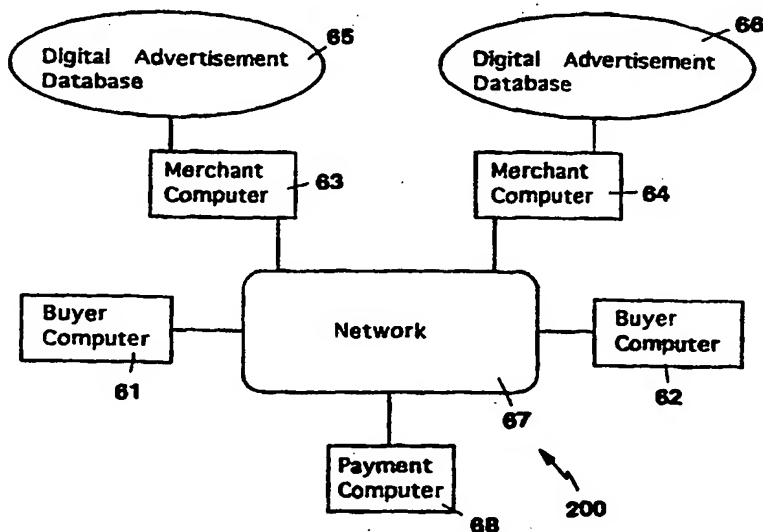 65
Digital Advertisement
Database
66
Digital Advertisement
Database
Merchant
Computer
63
Merchant
Computer
64
Buyer
Computer
61
Network
67
Buyer
Computer
62
Payment
Computer
68
200